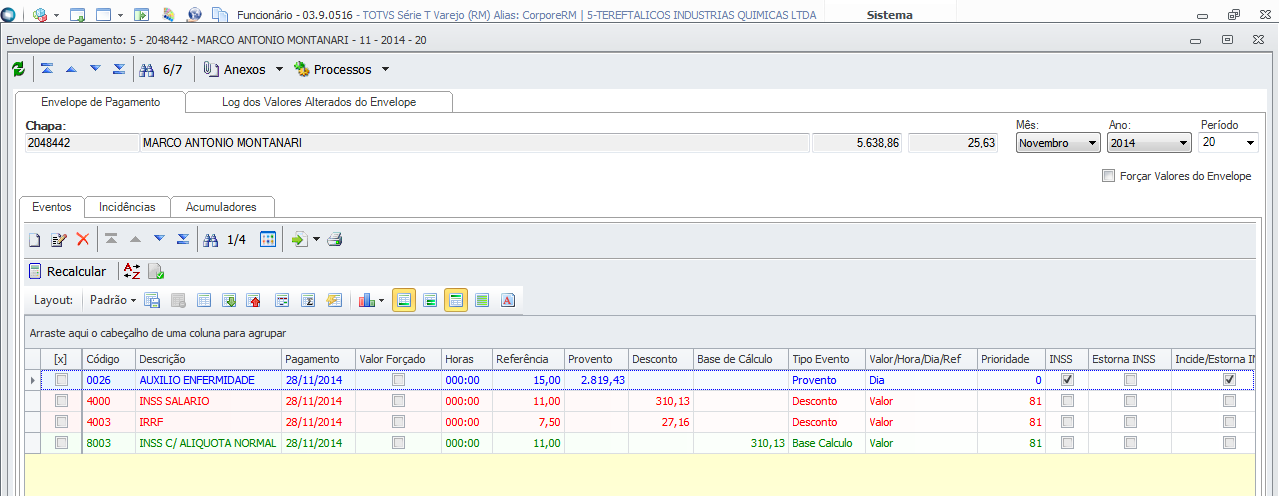 Funcionário - 03.9.0516 - TOTVS Série T Varejo (RM) Alias: CorporeRM | 5-TEREFTALICOS INDUSTRIAS QUIMICAS LTDA Sistema
Envelope de Pagamento: 5 - 2048442 - MARCO ANTONIO MONTANARI - 11 - 2014 - 20
6/7 Anexos Processos
Envelope de Pagamento Log dos Valores Alterados do Envelope
Chapa: Mês: Ano: Período
2048442 MARCO ANTONIO MONTANARI 5.638,86 25,63 Novembro 2014 20
Forçar Valores do Envelope
Eventos Incidências Acumuladores
1/4
Recalcular
Layout: Padrão
Arraste aqui o cabeçalho de uma coluna para agrupar
[x] Código Descrição Pagamento Valor Forçado Horas Referência Provento Desconto Base de Cálculo Tipo Evento Valor/Hora/Dia/Ref Prioridade INSS Estorna INSS Incide/Estorna IN
0026 AUXILIO ENFERMIDADE 28/11/2014 000:00 15,00 2.819,43 Provento Dia 0
4000 INSS SALARIO 28/11/2014 000:00 11,00 310,13 Desconto Valor 81
4003 IRRF 28/11/2014 000:00 7,50 27,16 Desconto Valor 81
8003 INSS C/ ALIQUOTA NORMAL 28/11/2014 000:00 11,00 310,13 Base Calculo Valor 81